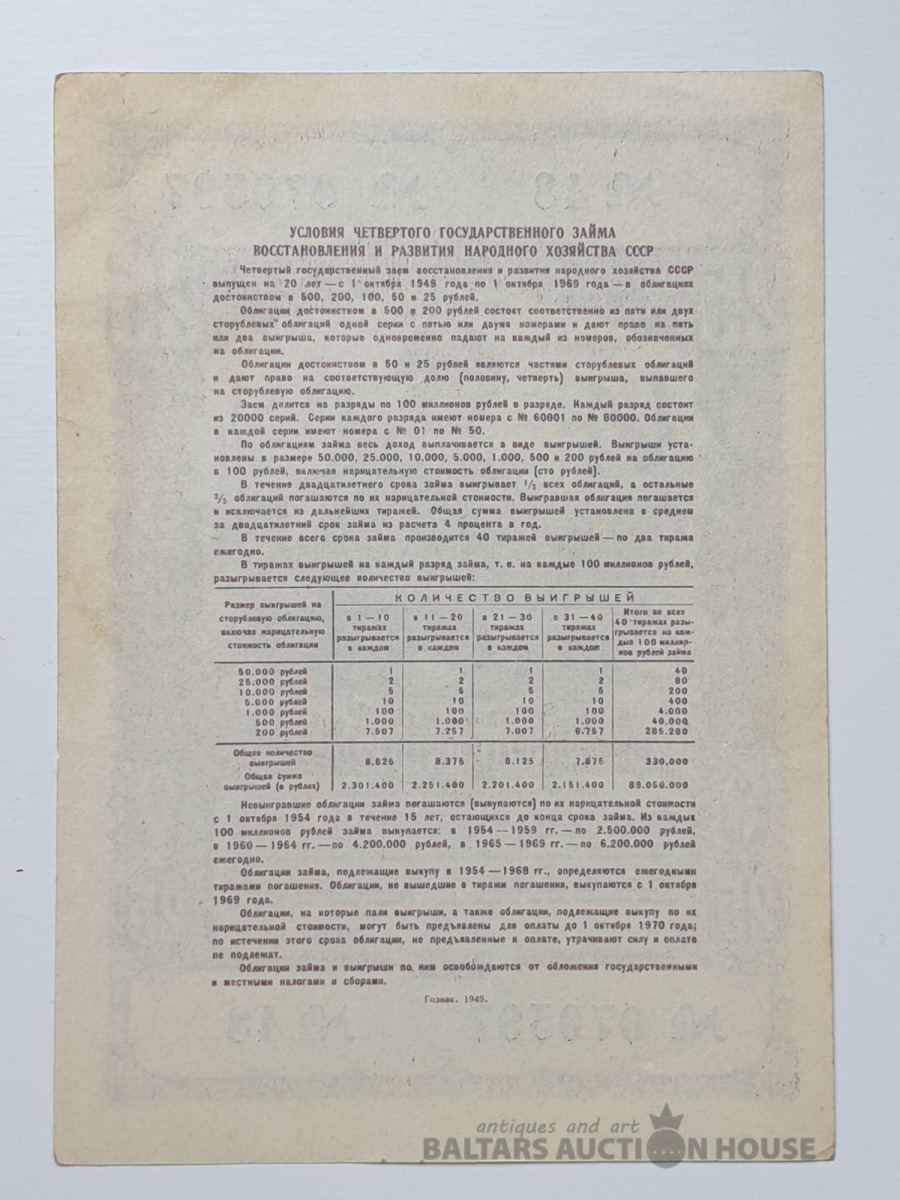 УСЛОВИЯ ЧЕТВЕРТОГО ГОСУДАРСТВЕННОГО ЗАЙМА
ВОССТАНОВЛЕНИЯ И РАЗВИТИЯ НАРОДНОГО ХОЗЯЙСТВА СССР
Четвертый государственный заем восстановления и развития народного хозяйства СССР
выпущен на 20 лет — с 1 октября 1949 года по 1 октября 1969 года — в облигациях
достоинством в 500, 200, 100, 50 и 25 рублей.
Облигации достоинством в 500 и 200 рублей состоят соответственно из пяти или двух
сторублевых облигаций одной серии с пятью или двумя номерами и дают право на пять
или два выигрыша, которые одновременно падают на каждый из номеров, обозначенных
на облигации.
Облигации достоинством в 50 и 25 рублей являются частями сторублевых облигаций
и дают право на соответствующую долю (половину, четверть) выигрыша, выпавшего
на сторублевую облигацию.
Заем делится на разряды по 100 миллионов рублей в разряде. Каждый разряд состоит
из 20000 серий. Серии каждого разряда имеют номера с № 60001 по № 80000. Облигации
в каждой серии имеют номера с № 01 по № 50.
По облигациям займа весь доход выплачивается в виде выигрышей. Выигрыши уста-
новлены в размере 50.000, 25.000, 10.000, 5.000, 1.000, 500 и 200 рублей на облигацию
в 100 рублей, включая нарицательную стоимость облигации (сто рублей).
В течение двадцатилетнего срока займа выигрывает 1/3 всех облигаций, а остальные
2/3 облигаций погашаются по их нарицательной стоимости. Выигравшая облигация погашается
и исключается из дальнейших тиражей. Общая сумма выигрышей установлена в среднем
за двадцатилетний срок займа из расчета 4 процента в год.
В течение всего срока займа производится 40 тиражей выигрышей — по два тиража
ежегодно.
В тиражах выигрышей на каждый разряд займа, т. е. на каждые 100 миллионов рублей,
разыгрывается следующее количество выигрышей:
Размер выигрышей на
сторублевую облигацию,
включая нарицательную
стоимость облигации
КОЛИЧЕСТВО ВЫИГРЫШЕЙ
в 1—10
тиражах
разыгрывается
в каждом
в 11—20
тиражах
разыгрывается
в каждом
в 21—30
тиражах
разыгрывается
в каждом
в 31—40
тиражах
разыгрывается
в каждом
Итого во всех
40 тиражах разы-
грывается на каж-
дые 100 миллио-
нов рублей займа
50.000 рублей 1 1 1 1 40
25.000 рублей 2 2 2 2 80
10.000 рублей 5 5 5 5 200
5.000 рублей 10 10 10 10 400
1.000 рублей 100 100 100 100 4.000
500 рублей 1.000 1.000 1.000 1.000 40.000
200 рублей 7.507 7.257 7.007 6.757 285.280
Общее количество
выигрышей 8.625 8.375 8.125 7.875 330.000
Общая сумма
выигрышей (в рублях) 2.301.400 2.251.400 2.201.400 2.151.400 89.056.000
Невыигравшие облигации займа погашаются (выкупаются) по их нарицательной стоимости
с 1 октября 1954 года в течение 15 лет, остающихся до конца срока займа. Из каждых
100 миллионов рублей займа выкупается: в 1954 — 1959 гг. — по 2.500.000 рублей,
в 1960 — 1964 гг. — по 4.200.000 рублей, в 1965 — 1969 гг. — по 6.200.000 рублей
ежегодно.
Облигации займа, подлежащие выкупу в 1954 — 1968 гг., определяются ежегодными
тиражами погашения. Облигации, не вышедшие в тиражи погашения, выкупаются с 1 октября
1969 года.
Облигации, на которые пали выигрыши, а также облигации, подлежащие выкупу по их
нарицательной стоимости, могут быть предъявлены для оплаты до 1 октября 1970 года;
по истечении этого срока облигации, не предъявленные к оплате, утрачивают силу и оплате
не подлежат.
Облигации займа и выигрыши по ним освобождаются от обложения государственными
и местными налогами и сборами.
Гознак. 1949.
antiques and art
BALTARS AUCTION HOUSE